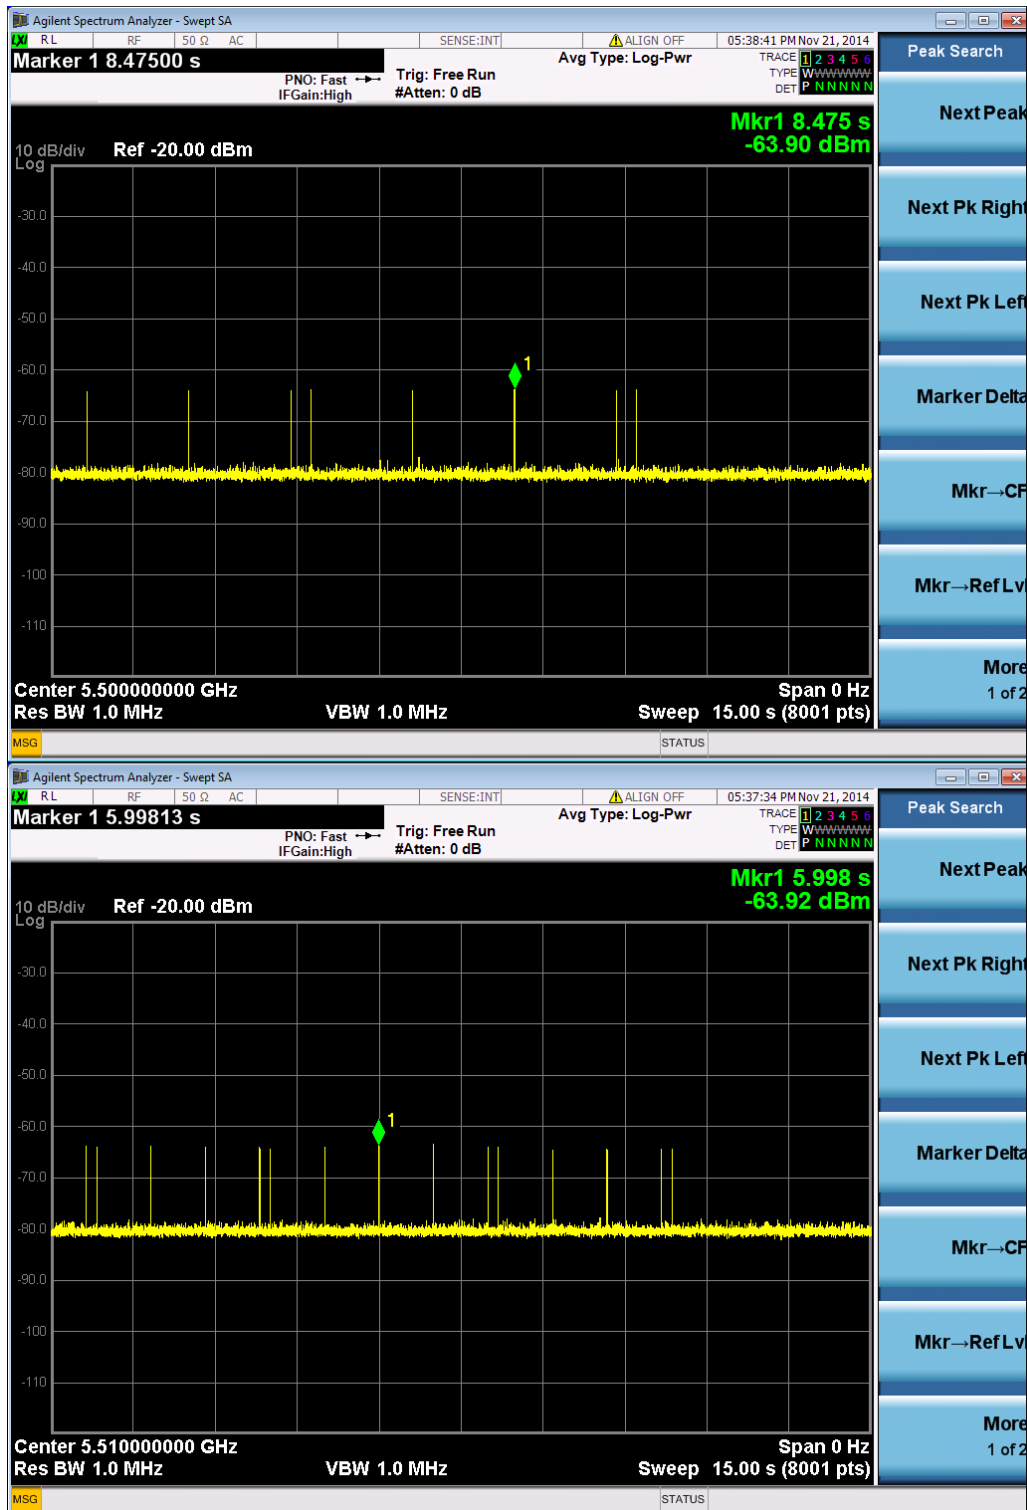 Agilent Spectrum Analyzer - Swept SA
LXI RL RF 50 Ω AC SENSE:INT ALIGN OFF 05:38:41 PM Nov 21, 2014
Marker 1 8.47500 s
PNO: Fast
IFGain:High
Trig: Free Run
#Atten: 0 dB
Avg Type: Log-Pwr
TRACE 1 2 3 4 5 6
TYPE WWWWWWW
DET P N N N N N
Peak Search
Mkr1 8.475 s
-63.90 dBm
10 dB/div Ref -20.00 dBm
Log
Next Peak
-30.0
Next Pk Right
-40.0
-50.0
Next Pk Left
-60.0
1
Marker Delta
-70.0
-80.0
Mkr→CF
-90.0
-100
Mkr→Ref Lvl
-110
More
1 of 2
Center 5.500000000 GHz Span 0 Hz
Res BW 1.0 MHz VBW 1.0 MHz Sweep 15.00 s (8001 pts)
MSG STATUS
Agilent Spectrum Analyzer - Swept SA
LXI RL RF 50 Ω AC SENSE:INT ALIGN OFF 05:37:34 PM Nov 21, 2014
Marker 1 5.99813 s
PNO: Fast
IFGain:High
Trig: Free Run
#Atten: 0 dB
Avg Type: Log-Pwr
TRACE 1 2 3 4 5 6
TYPE WWWWWWW
DET P N N N N N
Peak Search
Mkr1 5.998 s
-63.92 dBm
10 dB/div Ref -20.00 dBm
Log
Next Peak
-30.0
Next Pk Right
-40.0
-50.0
Next Pk Left
-60.0
1
Marker Delta
-70.0
-80.0
Mkr→CF
-90.0
-100
Mkr→Ref Lvl
-110
More
1 of 2
Center 5.510000000 GHz Span 0 Hz
Res BW 1.0 MHz VBW 1.0 MHz Sweep 15.00 s (8001 pts)
MSG STATUS